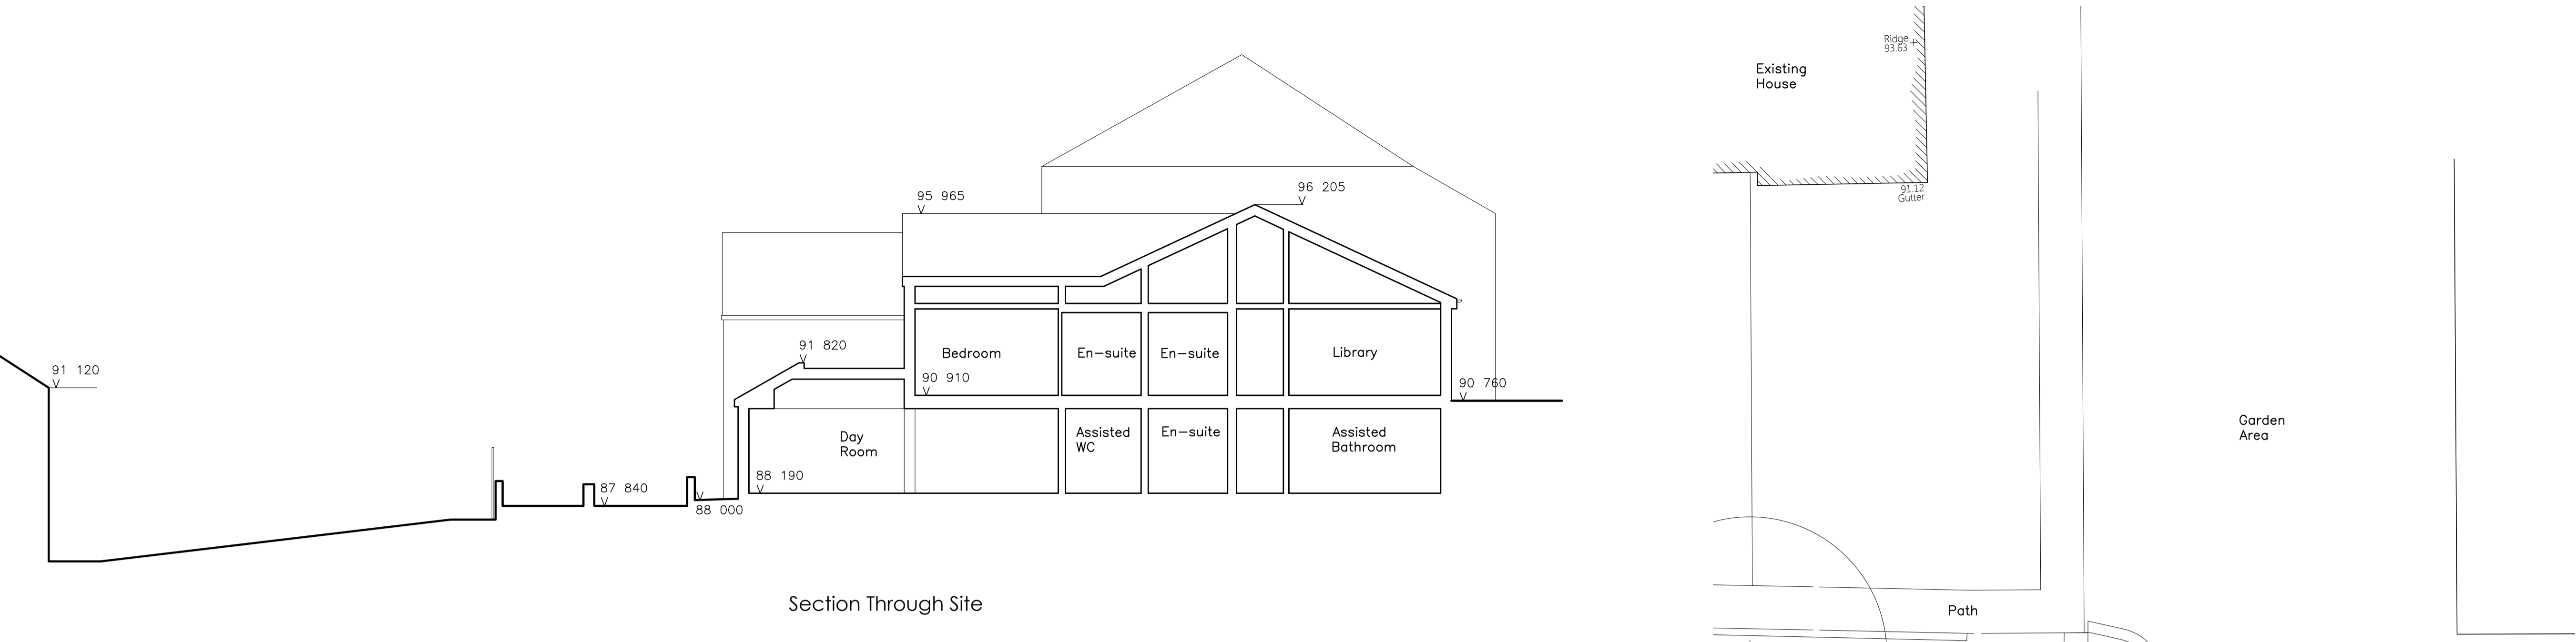 95 965
96 205
91 820
91 120
Bedroom
En-suite
En-suite
Library
90 910
90 760
Day
Room
Assisted
WC
En-suite
Assisted
Bathroom
88 190
87 840
88 000
Section Through Site
Ridge
93.63
Existing
House
91.12
Gutter
Garden
Area
Path